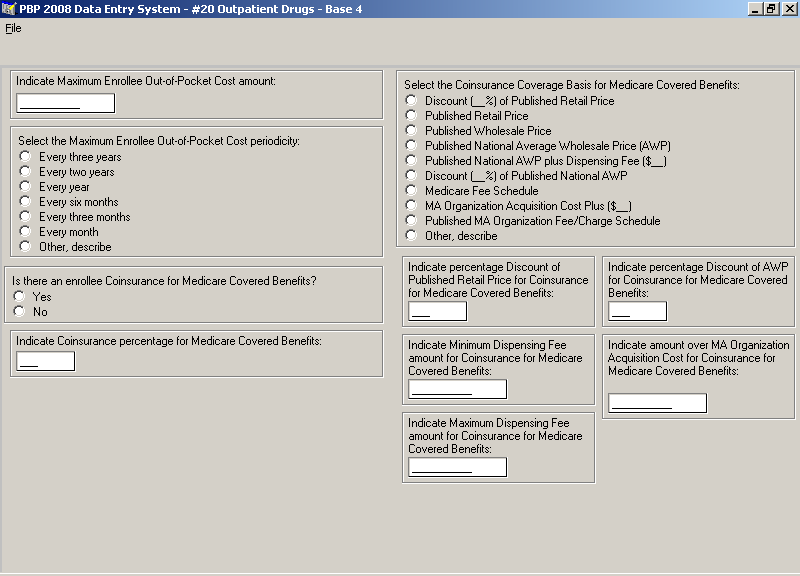 PBP 2008 Data Entry System - #20 Outpatient Drugs - Base 4
File
Indicate Maximum Enrollee Out-of-Pocket Cost amount:
Select the Maximum Enrollee Out-of-Pocket Cost periodicity:
Every three years
Every two years
Every year
Every six months
Every three months
Every month
Other, describe
Is there an enrollee Coinsurance for Medicare Covered Benefits?
Yes
No
Indicate Coinsurance percentage for Medicare Covered Benefits:
Select the Coinsurance Coverage Basis for Medicare Covered Benefits:
Discount (__%) of Published Retail Price
Published Retail Price
Published Wholesale Price
Published National Average Wholesale Price (AWP)
Published National AWP plus Dispensing Fee ($__)
Discount (__%) of Published National AWP
Medicare Fee Schedule
MA Organization Acquisition Cost Plus ($__)
Published MA Organization Fee/Charge Schedule
Other, describe
Indicate percentage Discount of
Published Retail Price for Coinsurance
for Medicare Covered Benefits:
Indicate percentage Discount of AWP
for Coinsurance for Medicare Covered
Benefits:
Indicate Minimum Dispensing Fee
amount for Coinsurance for Medicare
Covered Benefits:
Indicate amount over MA Organization
Acquisition Cost for Coinsurance for
Medicare Covered Benefits:
Indicate Maximum Dispensing Fee
amount for Coinsurance for Medicare
Covered Benefits: